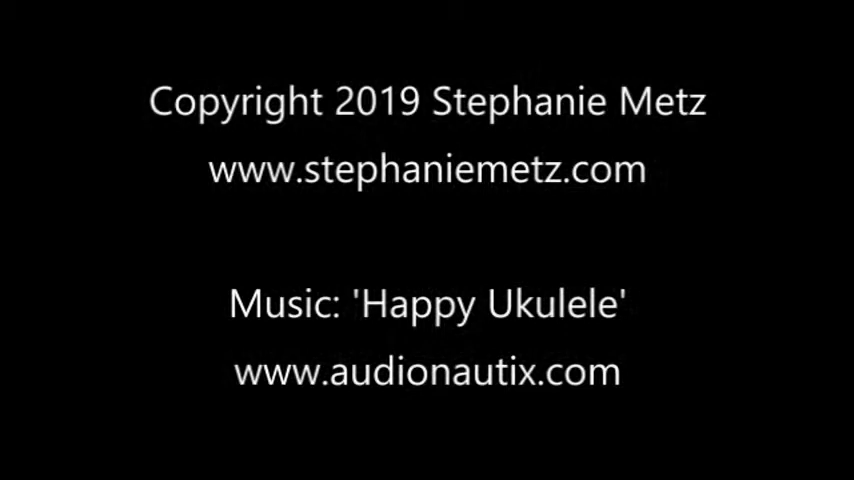 Copyright 2019 Stephanie Metz
www.stephaniemetz.com
Music: 'Happy Ukulele'
www.audionautix.com